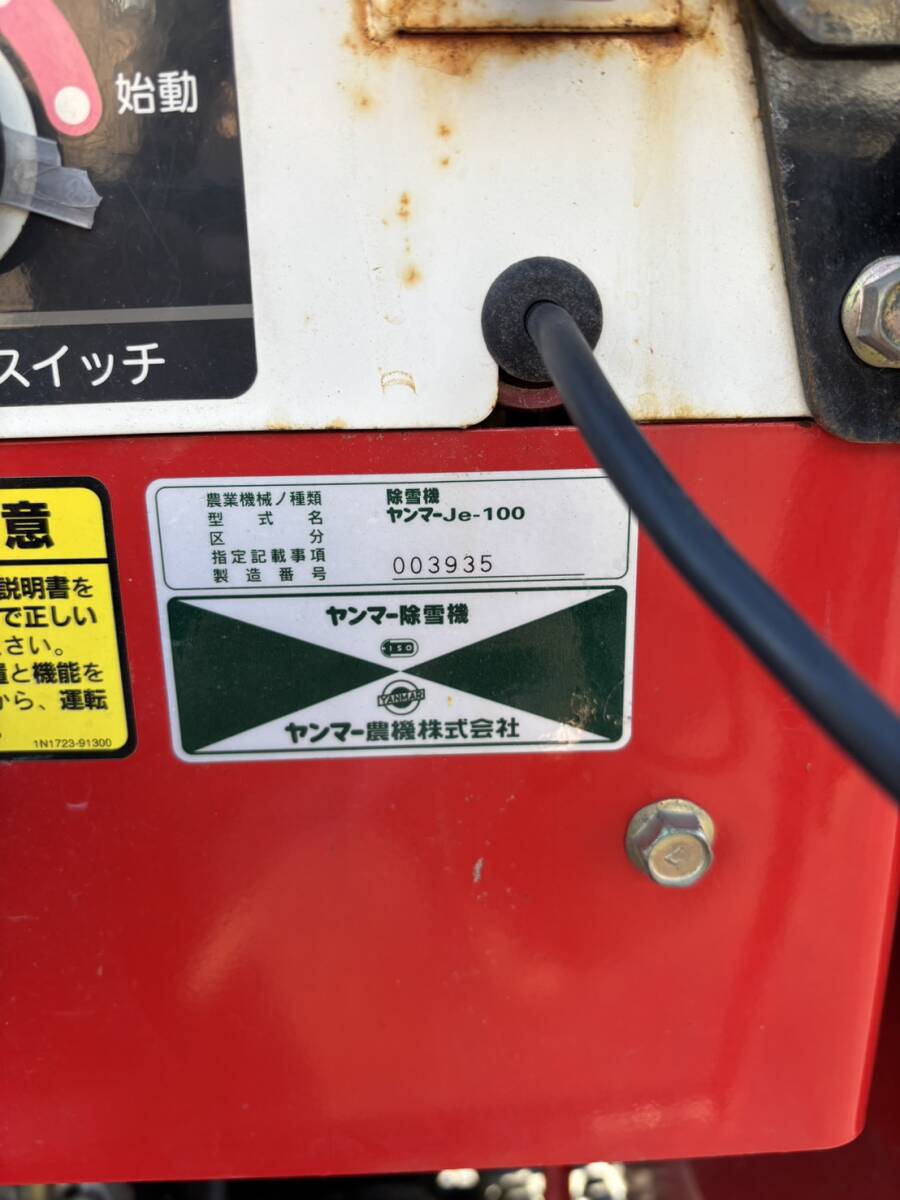 始動
スイッチ
意
説明書を
で正しい
さい。
と機能を
から、運転
1N1723-91300
農業機械ノ種類 除雪機
型式名 ヤンマーJe-100
区分
指定記載事項
製造番号 003935
ヤンマー除雪機
ISO
YANMAR
ヤンマー農機株式会社